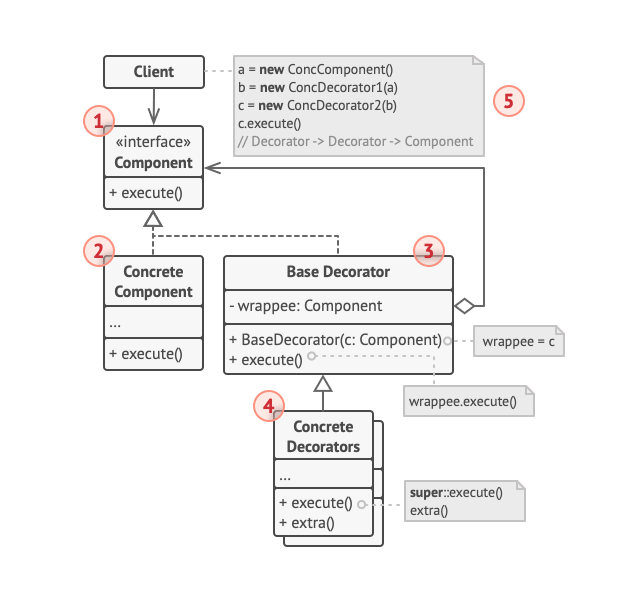 Client
a = new ConcComponent()
b = new ConcDecorator1(a)
c = new ConcDecorator2(b)
c.execute()
// Decorator -> Decorator -> Component
5
1
«interface»
Component
+ execute()
2
Concrete
Component
...
+ execute()
3
Base Decorator
- wrappee: Component
+ BaseDecorator(c: Component)
+ execute()
wrappee = c
wrappee.execute()
4
Concrete
Decorators
...
+ execute()
+ extra()
super::execute()
extra()